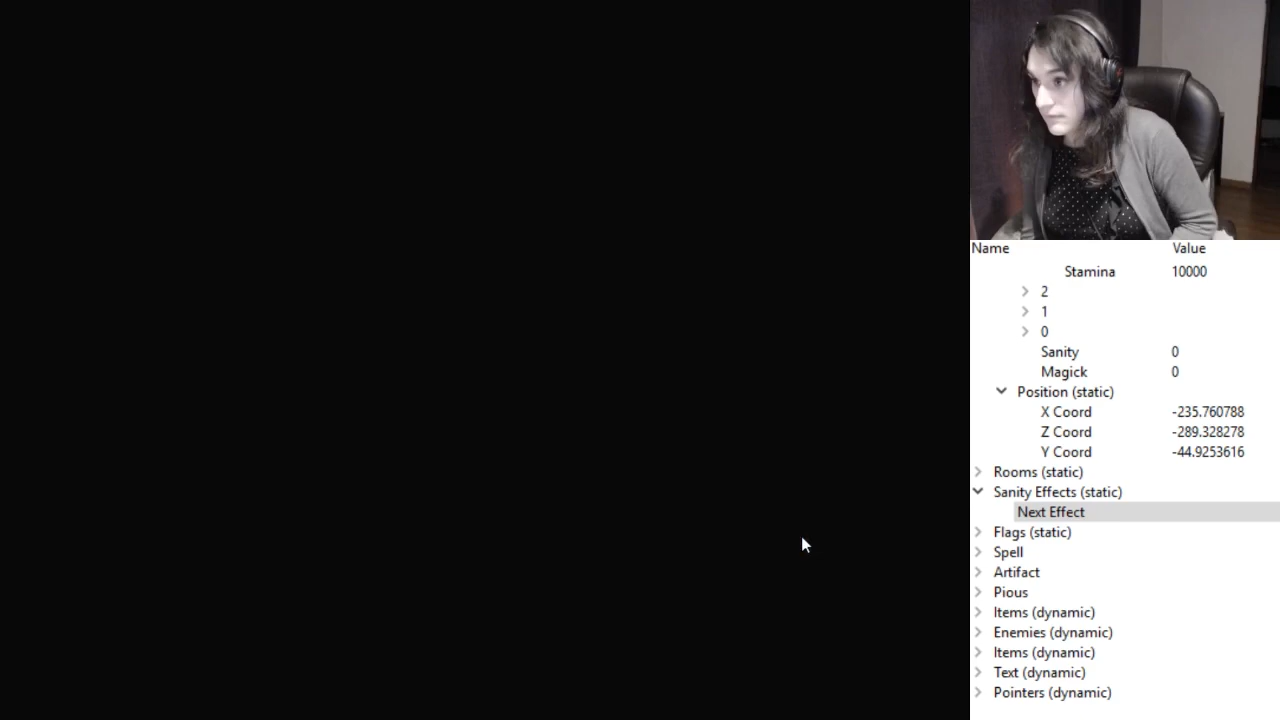 Name Value
Stamina 10000
2
1
0
Sanity 0
Magick 0
Position (static)
X Coord -235.760788
Z Coord -289.328278
Y Coord -44.9253616
Rooms (static)
Sanity Effects (static)
Next Effect
Flags (static)
Spell
Artifact
Pious
Items (dynamic)
Enemies (dynamic)
Items (dynamic)
Text (dynamic)
Pointers (dynamic)